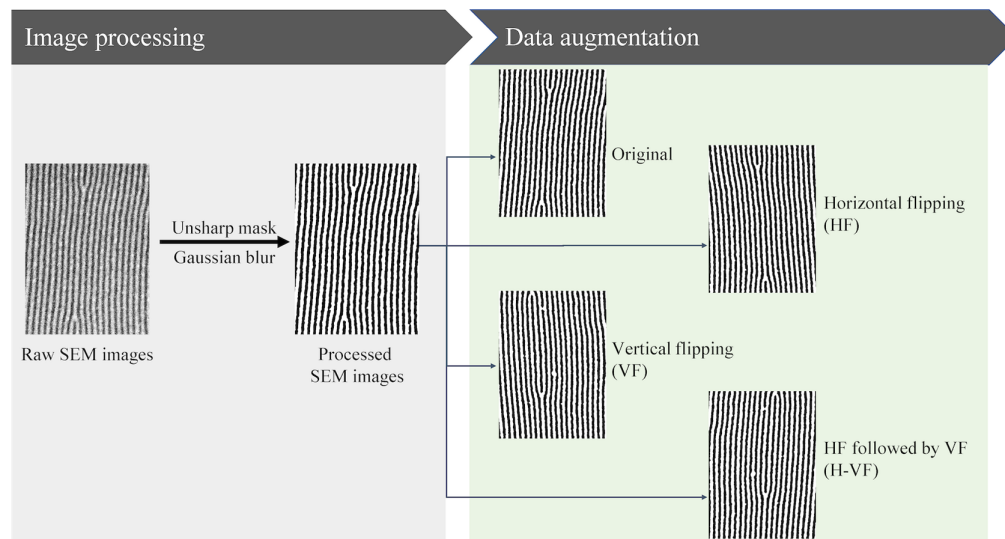 Image processing
Data augmentation
Unsharp mask
Gaussian blur
Raw SEM images
Processed
SEM images
Original
Horizontal flipping
(HF)
Vertical flipping
(VF)
HF followed by VF
(H-VF)